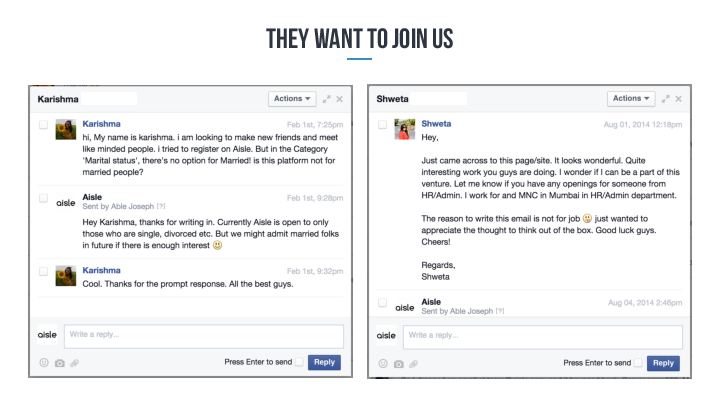 THEY WANT TO JOIN US
Karishma
Actions
Karishma
Feb 1st, 7:25pm
hi, My name is karishma. i am looking to make new friends and meet
like minded people. i tried to register on Aisle. But in the Category
'Marital status', there's no option for Married! is this platform not for
married people?
aisle
Aisle
Feb 1st, 9:28pm
Sent by Able Joseph [?]
Hey Karishma, thanks for writing in. Currently Aisle is open to only
those who are single, divorced etc. But we might admit married folks
in future if there is enough interest 😃
Karishma
Feb 1st, 9:32pm
Cool. Thanks for the prompt response. All the best guys.
aisle
Write a reply...
Press Enter to send
Reply
Shweta
Actions
Shweta
Aug 01, 2014 12:18pm
Hey,
Just came across to this page/site. It looks wonderful. Quite
interesting work you guys are doing. I wonder if I can be a part of this
venture. Let me know if you have any openings for someone from
HR/Admin. I work for and MNC in Mumbai in HR/Admin department.
The reason to write this email is not for job 😃 just wanted to
appreciate the thought to think out of the box. Good luck guys.
Cheers!
Regards,
Shweta
aisle
Aisle
Aug 04, 2014 2:46pm
Sent by Able Joseph [?]
aisle
Write a reply...
Press Enter to send
Reply